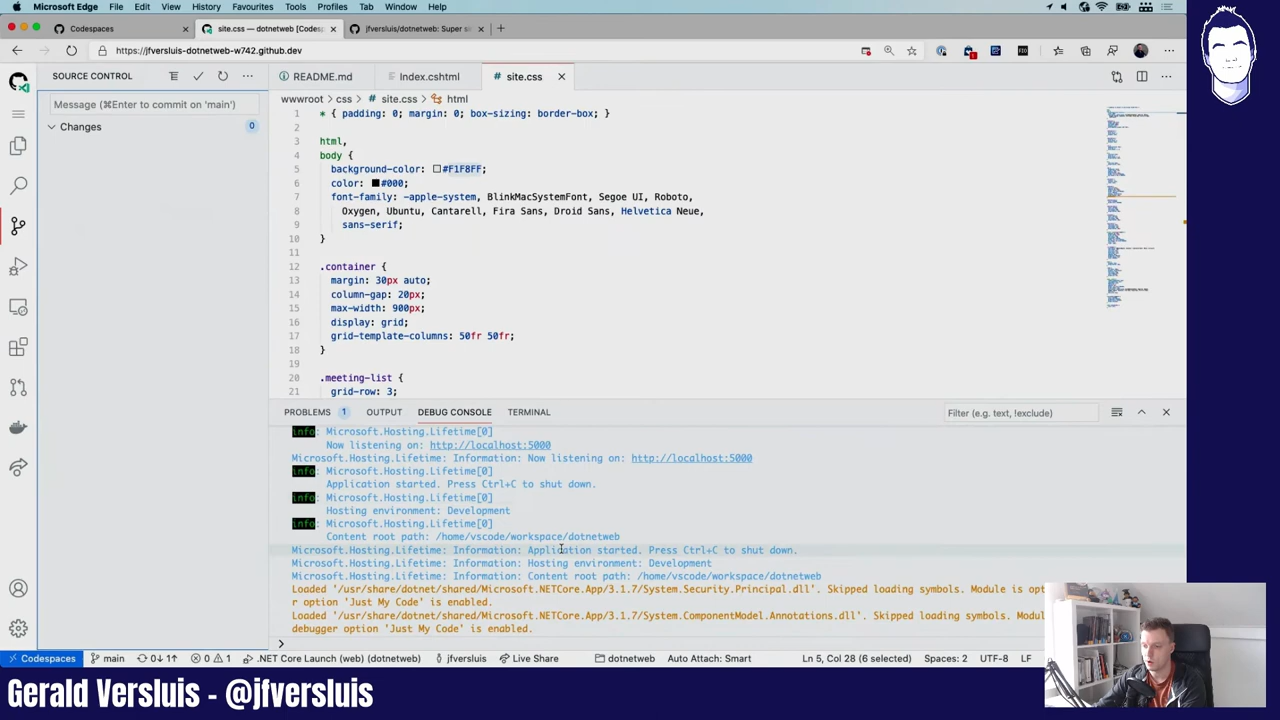 Microsoft Edge File Edit View History Favorites Tools Profiles Tab Window Help
Codespaces
site.css — dotnetweb [Codesp
jfversluis/dotnetweb: Super si
https://jfversluis-dotnetweb-w742.github.dev
SOURCE CONTROL
Message (⌘Enter to commit on 'main')
Changes 0
README.md Index.cshtml site.css
wwwroot > css > site.css > html
1 * { padding: 0; margin: 0; box-sizing: border-box; }
2
3 html,
4 body {
5 background-color: #F1F8FF;
6 color: #000;
7 font-family: -apple-system, BlinkMacSystemFont, Segoe UI, Roboto,
8 Oxygen, Ubuntu, Cantarell, Fira Sans, Droid Sans, Helvetica Neue,
9 sans-serif;
10 }
11
12 .container {
13 margin: 30px auto;
14 column-gap: 20px;
15 max-width: 900px;
16 display: grid;
17 grid-template-columns: 50fr 50fr;
18 }
19
20 .meeting-list {
21 grid-row: 3;
PROBLEMS 1 OUTPUT DEBUG CONSOLE TERMINAL
Filter (e.g. text, !exclude)
info: Microsoft.Hosting.Lifetime[0]
Now listening on: http://localhost:5000
Microsoft.Hosting.Lifetime: Information: Now listening on: http://localhost:5000
info: Microsoft.Hosting.Lifetime[0]
Application started. Press Ctrl+C to shut down.
info: Microsoft.Hosting.Lifetime[0]
Hosting environment: Development
info: Microsoft.Hosting.Lifetime[0]
Content root path: /home/vscode/workspace/dotnetweb
Microsoft.Hosting.Lifetime: Information: Application started. Press Ctrl+C to shut down.
Microsoft.Hosting.Lifetime: Information: Hosting environment: Development
Microsoft.Hosting.Lifetime: Information: Content root path: /home/vscode/workspace/dotnetweb
Loaded '/usr/share/dotnet/shared/Microsoft.NETCore.App/3.1.7/System.Security.Principal.dll'. Skipped loading symbols. Module is opt
r option 'Just My Code' is enabled.
Loaded '/usr/share/dotnet/shared/Microsoft.NETCore.App/3.1.7/System.ComponentModel.Annotations.dll'. Skipped loading symbols. Modul
debugger option 'Just My Code' is enabled.
Codespaces main 0↓ 1↑ 0 1 .NET Core Launch (web) (dotnetweb) jfversluis Live Share dotnetweb Auto Attach: Smart Ln 5, Col 28 (6 selected) Spaces: 2 UTF-8 LF
Gerald Versluis - @jfversluis